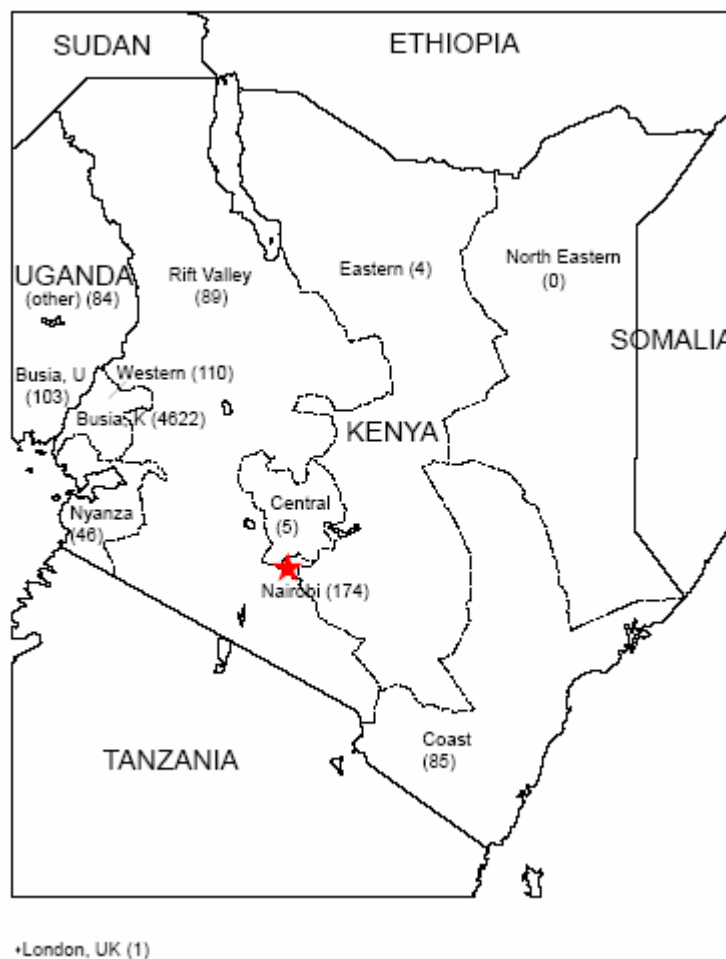 SUDAN
ETHIOPIA
North Eastern
(0)
Eastern (4)
Rift Valley
(89)
UGANDA
(other) (84)
SOMALIA
Busia, U
(103)
Western (110)
Busia, K (4622)
KENYA
Central
(5)
Nyanza
(46)
Nairobi (174)
Coast
(85)
TANZANIA
•London, UK (1)